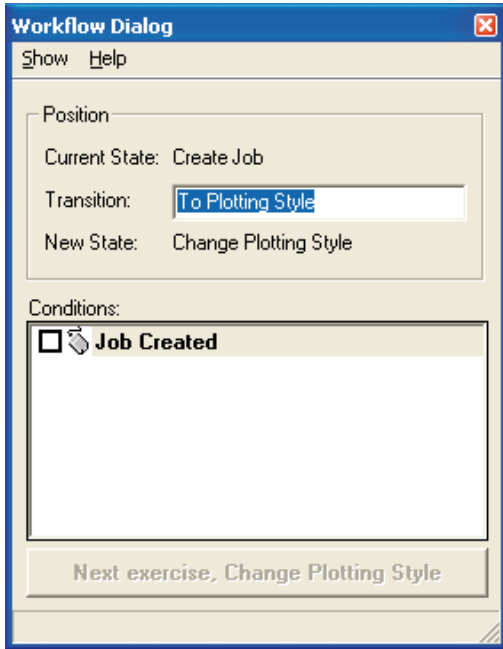 Workflow Dialog
Show Help
Position
Current State: Create Job
Transition: To Plotting Style
New State: Change Plotting Style
Conditions:
Job Created
Next exercise, Change Plotting Style